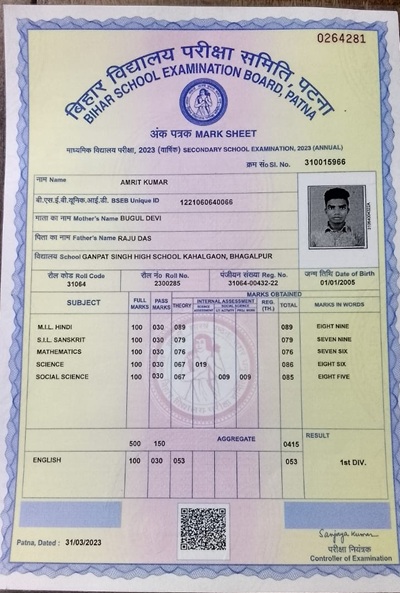 0264281
बिहार विद्यालय परीक्षा समिति, पटना
BIHAR SCHOOL EXAMINATION BOARD, PATNA
अंक पत्रक MARK SHEET
माध्यमिक विद्यालय परीक्षा, 2023 (वार्षिक) SECONDARY SCHOOL EXAMINATION, 2023 (ANNUAL)
क्रम सं० Sl. No. 310015966
नाम Name AMRIT KUMAR
बी.एस.ई.बी.यूनिक.आई.डी. BSEB Unique ID 1221060640066
माता का नाम Mother's Name BUGUL DEVI
पिता का नाम Father's Name RAJU DAS
विद्यालय School GANPAT SINGH HIGH SCHOOL KAHALGAON, BHAGALPUR
रौल कोड Roll Code रौल नं० Roll No. पंजीयन संख्या Reg. No. जन्म तिथि Date of Birth
31064 2300285 31064-00432-22 01/01/2005
MARKS OBTAINED
SUBJECT FULL MARKS PASS MARKS THEORY INTERNAL ASSESSMENT REG. (TH.) TOTAL MARKS IN WORDS
M.I.L. HINDI 100 030 089 089 EIGHT NINE
S.I.L. SANSKRIT 100 030 079 079 SEVEN NINE
MATHEMATICS 100 030 076 076 SEVEN SIX
SCIENCE 100 030 067 019 086 EIGHT SIX
SOCIAL SCIENCE 100 030 067 009 009 085 EIGHT FIVE
500 150 AGGREGATE 0415 RESULT
ENGLISH 100 030 053 053 1st DIV.
Patna, Dated : 31/03/2023
Sanjaya Kumar
परीक्षा नियंत्रक
Controller of Examination